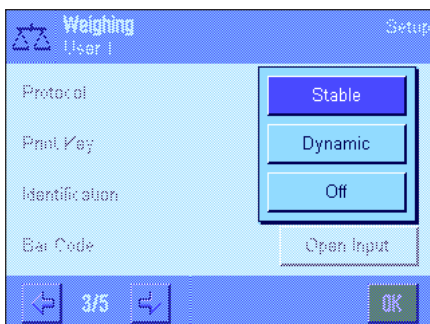 Weighing
Setup
User 1
Protocol
Stable
Print Key
Dynamic
Identification
Off
Bar Code
Open Input
3/5
OK